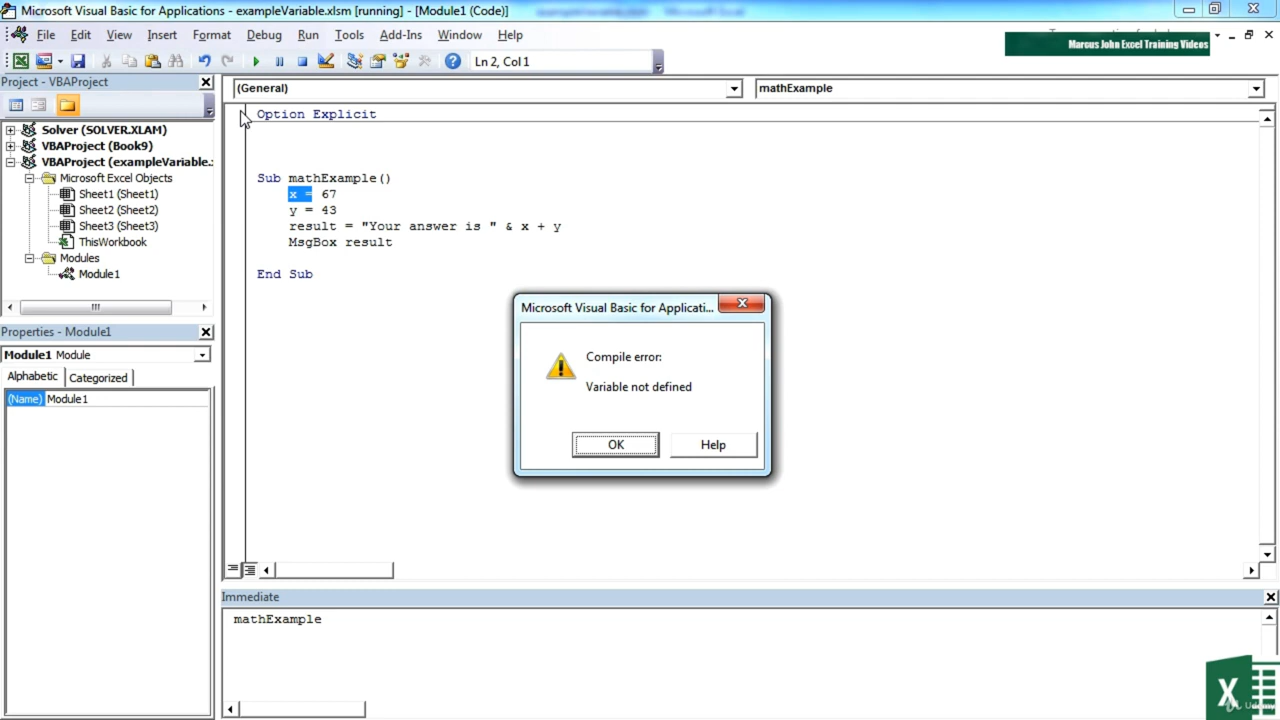 Microsoft Visual Basic for Applications - exampleVariable.xlsm [running] - [Module1 (Code)]
File Edit View Insert Format Debug Run Tools Add-Ins Window Help
Marcus John Excel Training Videos
Ln 2, Col 1
Project - VBAProject
(General)
mathExample
Solver (SOLVER.XLAM)
VBAProject (Book9)
VBAProject (exampleVariable.
Microsoft Excel Objects
Sheet1 (Sheet1)
Sheet2 (Sheet2)
Sheet3 (Sheet3)
ThisWorkbook
Modules
Module1
Option Explicit
Sub mathExample()
x = 67
y = 43
result = "Your answer is " & x + y
MsgBox result
End Sub
Microsoft Visual Basic for Applicati...
Compile error:
Variable not defined
OK
Help
Properties - Module1
Module1 Module
Alphabetic Categorized
(Name) Module1
Immediate
mathExample
X
Udemy